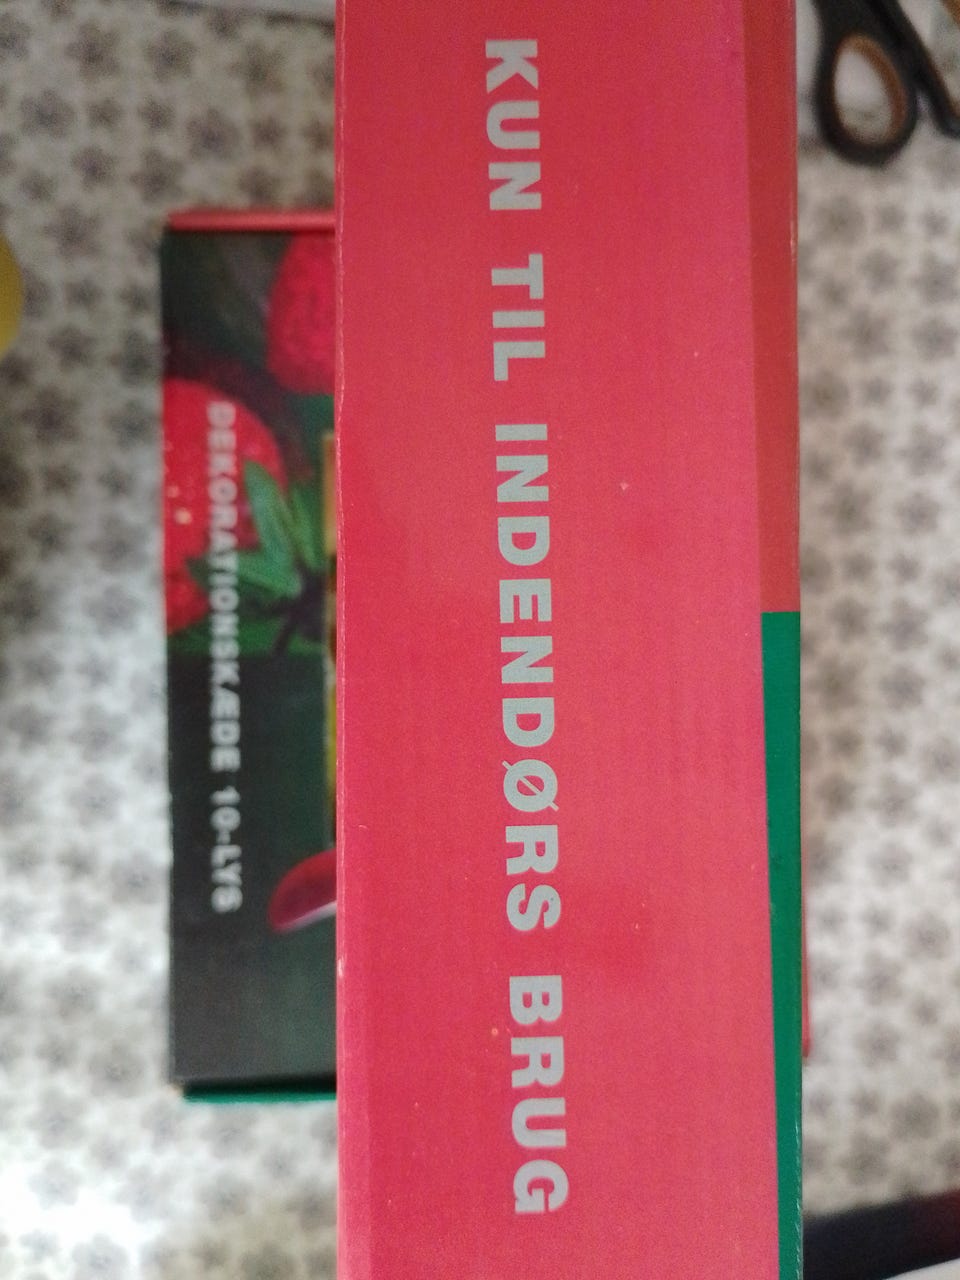 KUN TIL INDENDØRS BRUG
DEKORATIONSKÆDE 10-LYS